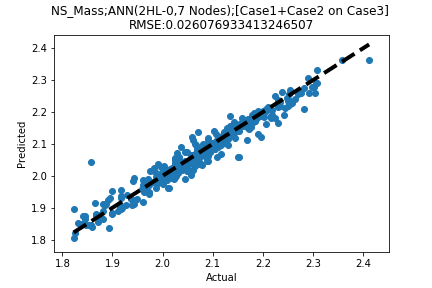 NS_Mass;ANN(2HL-0,7 Nodes);[Case1+Case2 on Case3]
RMSE:0.026076933413246507
2.4
2.3
2.2
2.1
2.0
1.9
1.8
Predicted
1.8 1.9 2.0 2.1 2.2 2.3 2.4
Actual